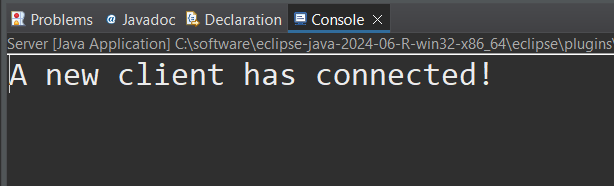 Problems Javadoc Declaration Console
Server [Java Application] C:\software\eclipse-java-2024-06-R-win32-x86_64\eclipse\plugins\
A new client has connected!